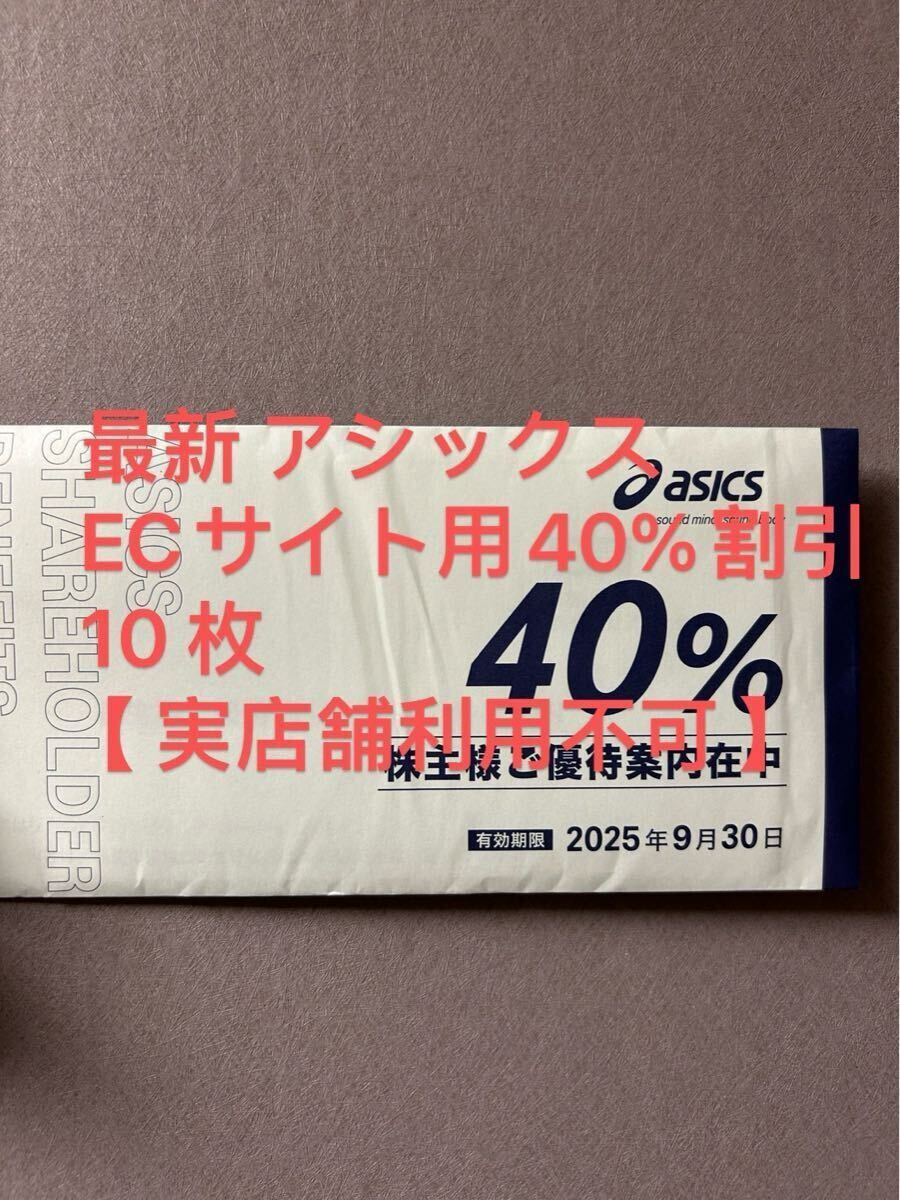 最新 アシックス
ECサイト用40%割引
10枚
【実店舗利用不可】
asics
sound mind, sound body
40%
株主様ご優待案内在中
有効期限 2025年9月30日
ASICS
SHAREHOLDER
BENEFITS